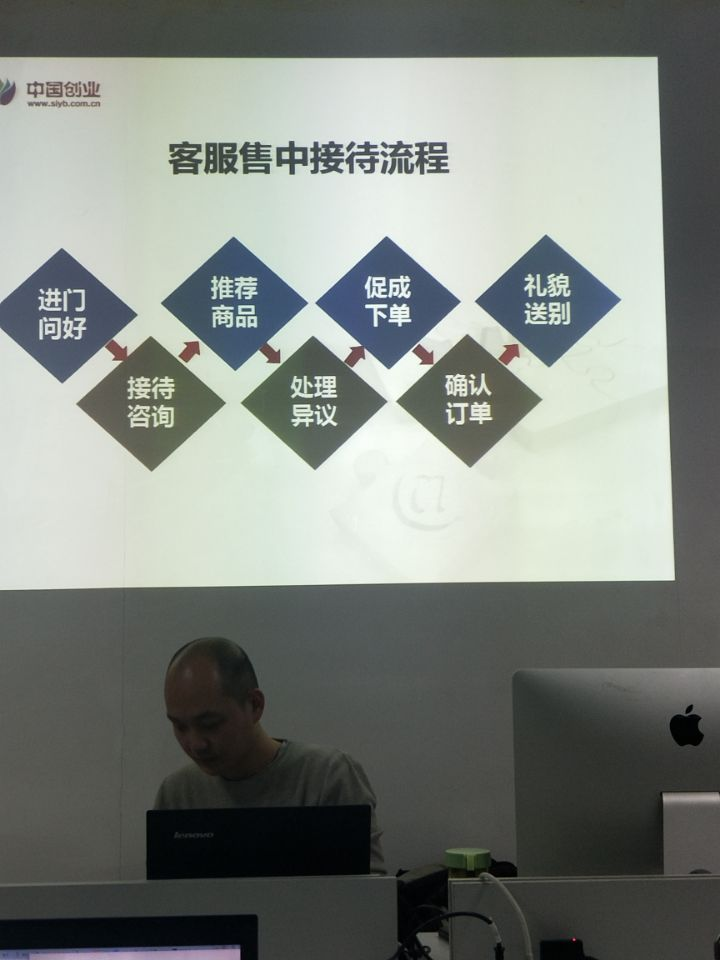 中国创业
www.siyb.com.cn
客服售中接待流程
进门
问好
接待
咨询
推荐
商品
处理
异议
促成
下单
确认
订单
礼貌
送别
@
lenovo